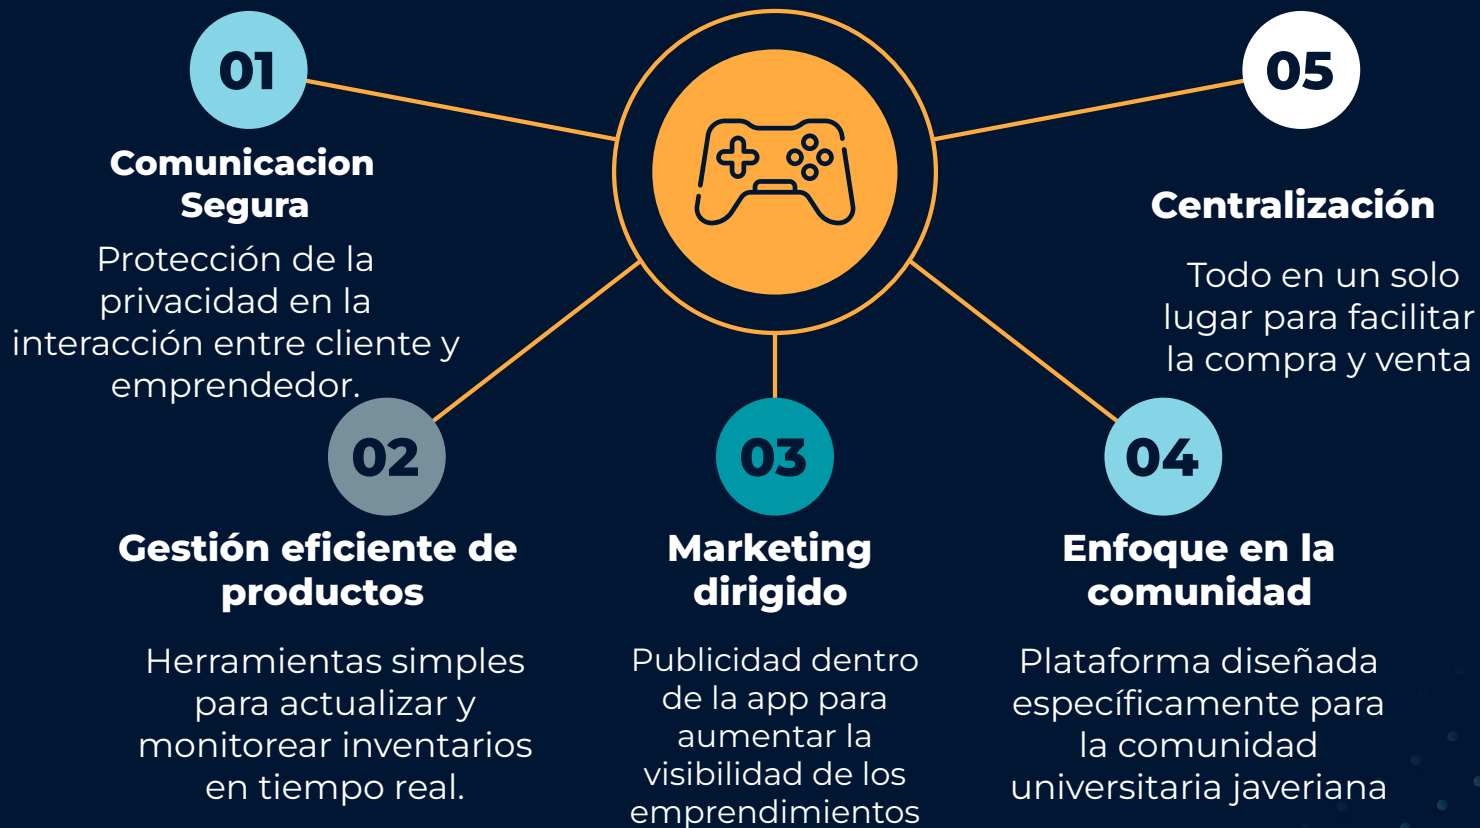 01
Comunicacion
Segura
Protección de la
privacidad en la
interacción entre cliente y
emprendedor.
02
Gestión eficiente de
productos
Herramientas simples
para actualizar y
monitorear inventarios
en tiempo real.
03
Marketing
dirigido
Publicidad dentro
de la app para
aumentar la
visibilidad de los
emprendimientos
04
Enfoque en la
comunidad
Plataforma diseñada
específicamente para
la comunidad
universitaria javeriana
05
Centralización
Todo en un solo
lugar para facilitar
la compra y venta